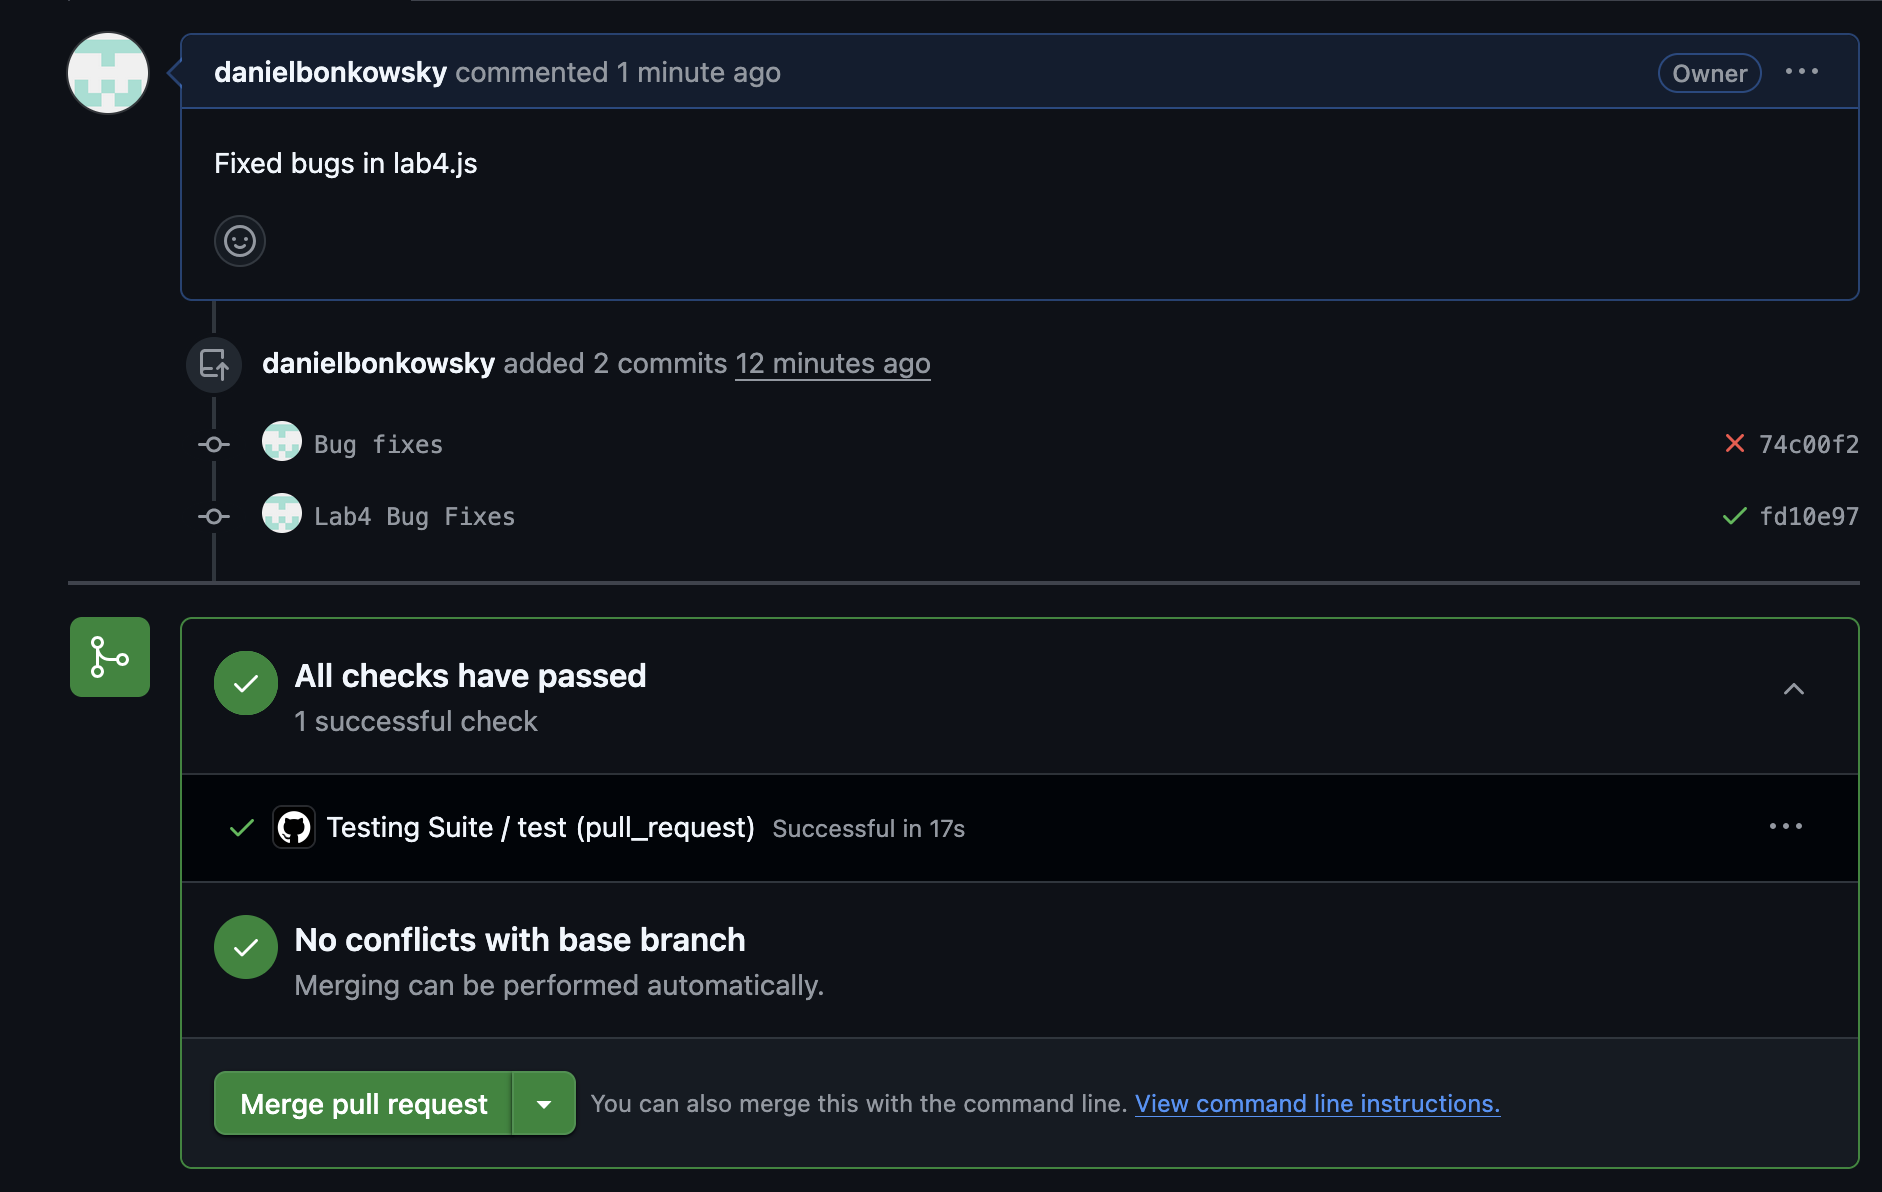 danielbonkowsky commented 1 minute ago
Owner
Fixed bugs in lab4.js
danielbonkowsky added 2 commits 12 minutes ago
Bug fixes
74c00f2
Lab4 Bug Fixes
fd10e97
All checks have passed
1 successful check
Testing Suite / test (pull_request) Successful in 17s
No conflicts with base branch
Merging can be performed automatically.
Merge pull request
You can also merge this with the command line. View command line instructions.